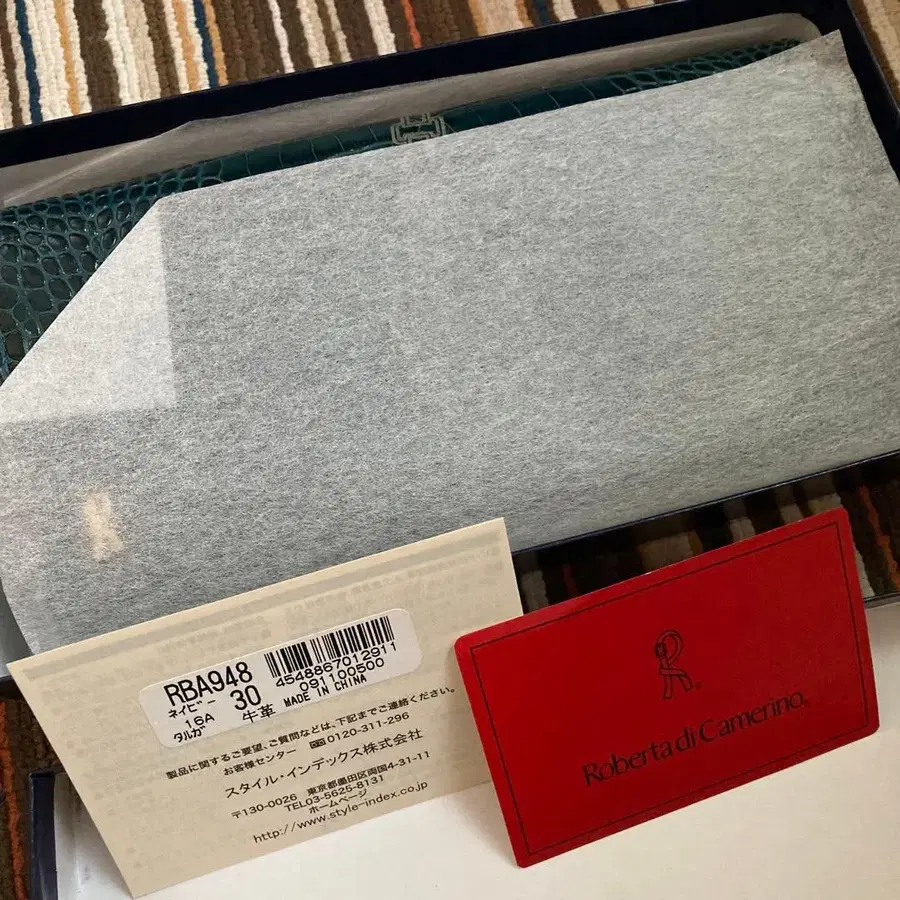 RBA948
ネイビー 30
16A
タルガ 牛革
4548867012911
091100500
MADE IN CHINA
製品に関するご要望、ご質問などは、下記までご連絡ください。
お客様センター 0120-311-296
スタイル・インデックス株式会社
〒130-0026 東京都墨田区両国4-31-11
TEL03-5625-8131
ホームページ
http://www.style-index.co.jp
R
Roberta di Camerino®